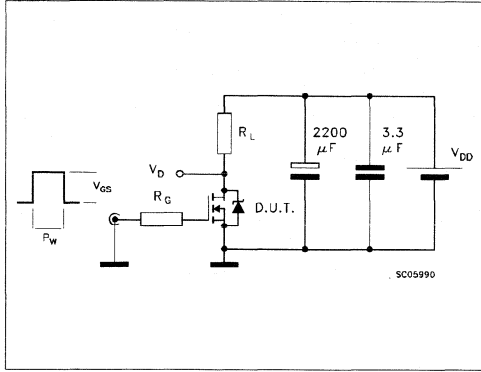 R_L
2200 μF
3.3 μF
V_DD
V_D
V_GS
R_G
D.U.T.
P_W
SC05990